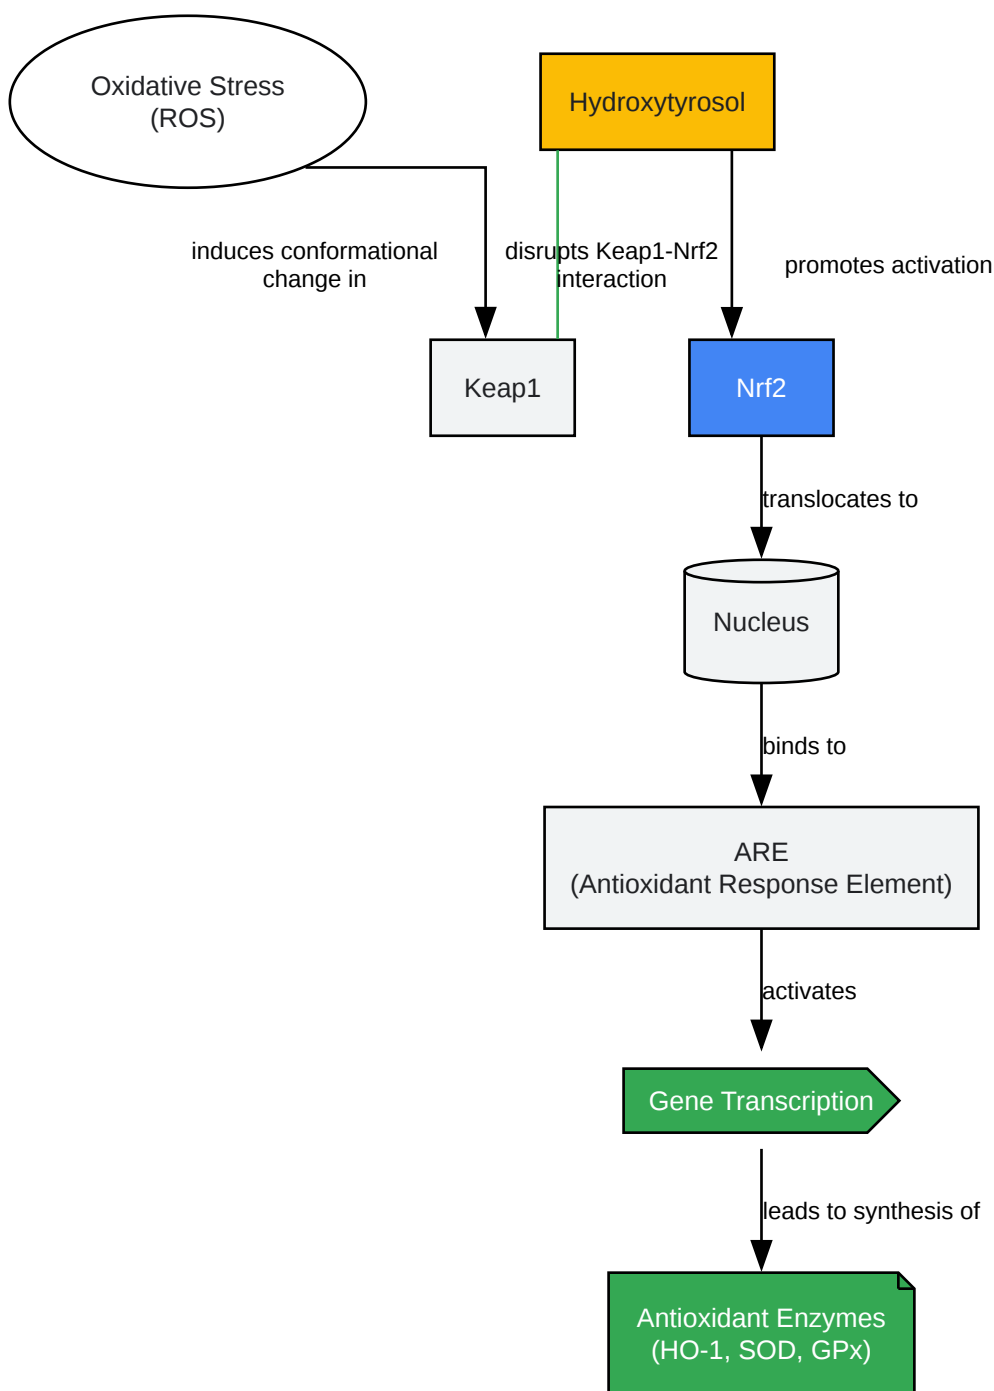 Oxidative Stress
(ROS)
Hydroxytyrosol
induces conformational
change in
disrupts Keap1-Nrf2
interaction
promotes activation
Keap1
Nrf2
translocates to
Nucleus
binds to
ARE
(Antioxidant Response Element)
activates
Gene Transcription
leads to synthesis of
Antioxidant Enzymes
(HO-1, SOD, GPx)